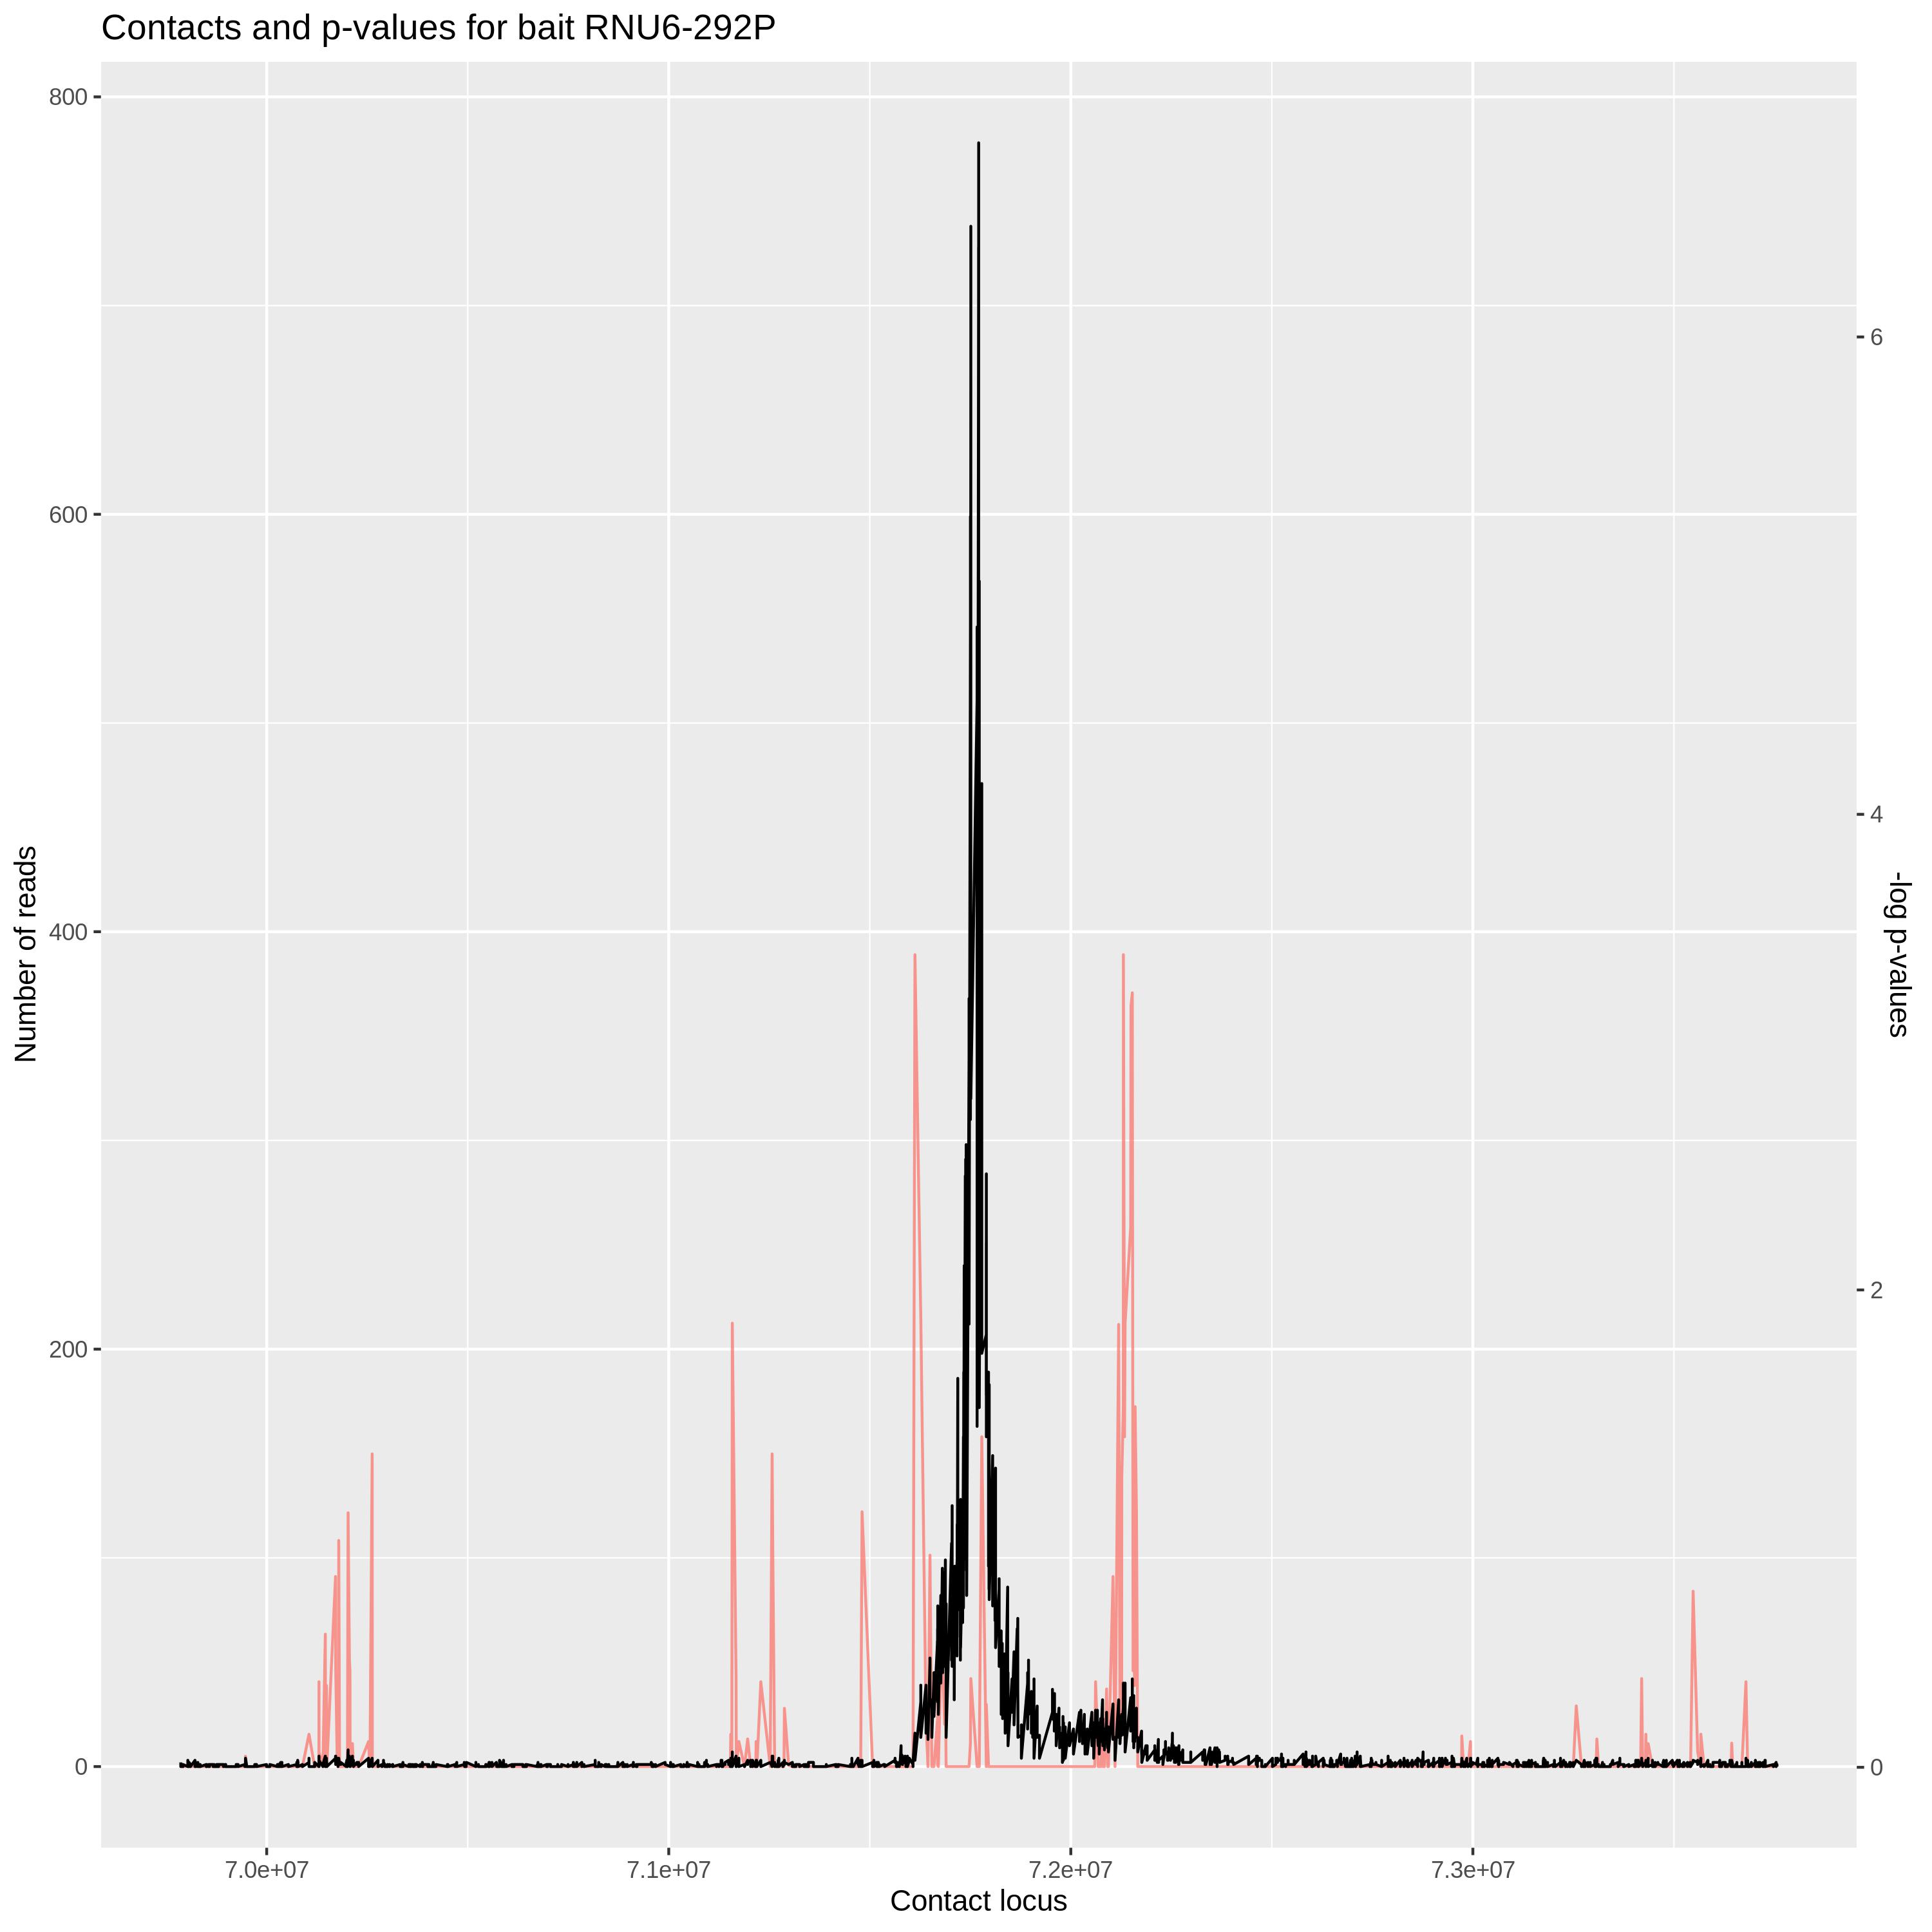 Contacts and p-values for bait RNU6-292P
800
600
400
200
0
Number of reads
6
4
2
0
-log p-values
7.0e+07
7.1e+07
7.2e+07
7.3e+07
Contact locus